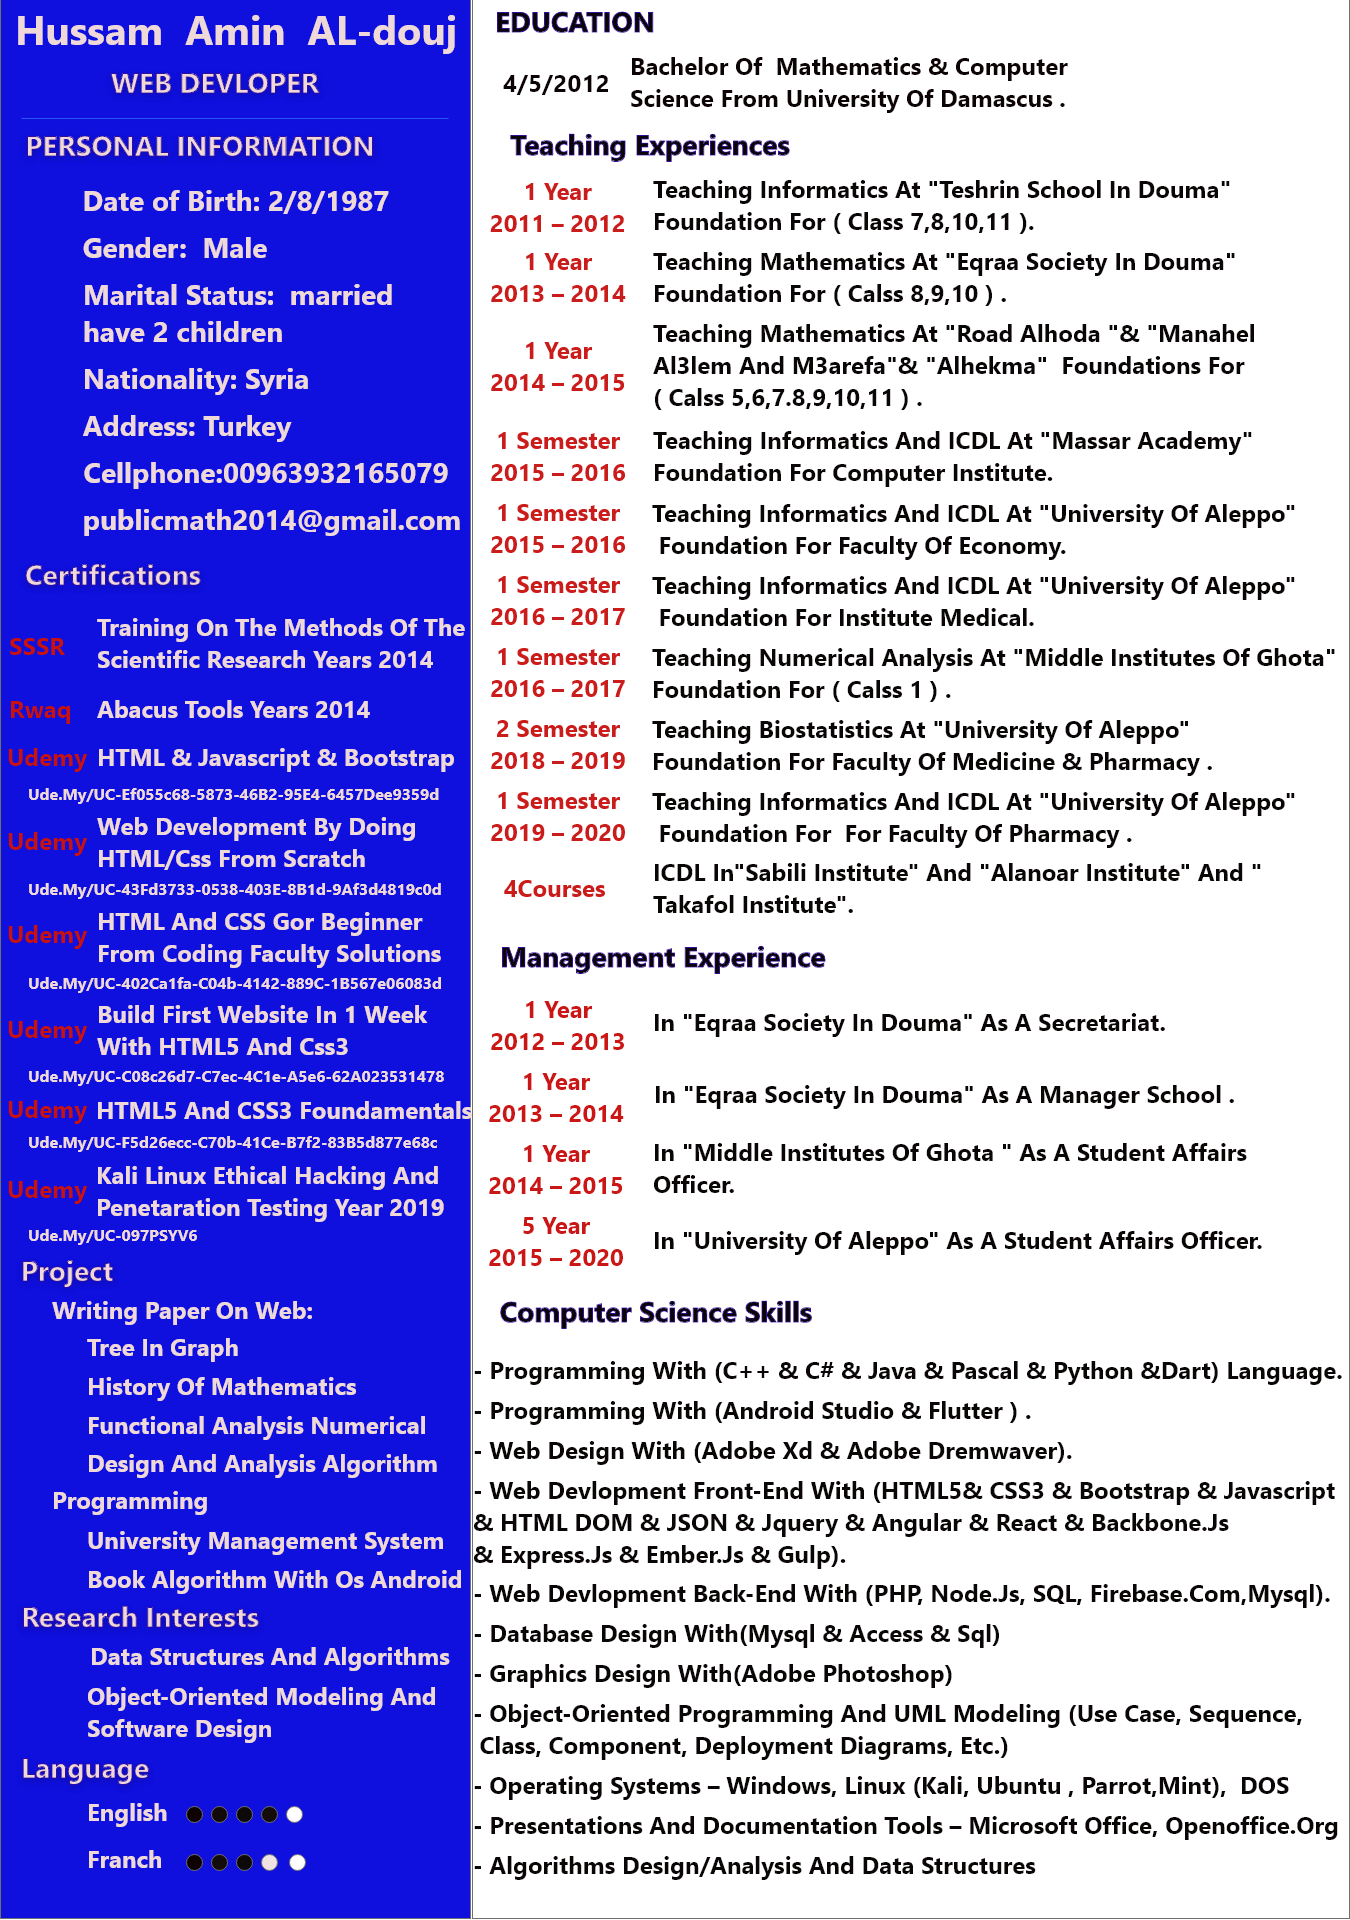 Hussam Amin AL-douj
WEB DEVLOPER
PERSONAL INFORMATION
Date of Birth: 2/8/1987
Gender: Male
Marital Status: married
have 2 children
Nationality: Syria
Address: Turkey
Cellphone:00963932165079
publicmath2014@gmail.com
Certifications
SSSR
Training On The Methods Of The
Scientific Research Years 2014
Rwaq
Abacus Tools Years 2014
Udemy
HTML & Javascript & Bootstrap
Ude.My/UC-Ef055c68-5873-46B2-95E4-6457Dee9359d
Udemy
Web Development By Doing
HTML/Css From Scratch
Ude.My/UC-43Fd3733-0538-403E-8B1d-9Af3d4819c0d
Udemy
HTML And CSS Gor Beginner
From Coding Faculty Solutions
Ude.My/UC-402Ca1fa-C04b-4142-889C-1B567e06083d
Udemy
Build First Website In 1 Week
With HTML5 And Css3
Ude.My/UC-C08c26d7-C7ec-4C1e-A5e6-62A023531478
Udemy
HTML5 And CSS3 Foundamentals
Ude.My/UC-F5d26ecc-C70b-41Ce-B7f2-83B5d877e68c
Udemy
Kali Linux Ethical Hacking And
Penetaration Testing Year 2019
Ude.My/UC-097PSYV6
Project
Writing Paper On Web:
Tree In Graph
History Of Mathematics
Functional Analysis Numerical
Design And Analysis Algorithm
Programming
University Management System
Book Algorithm With Os Android
Research Interests
Data Structures And Algorithms
Object-Oriented Modeling And
Software Design
Language
English
Franch
EDUCATION
4/5/2012
Bachelor Of Mathematics & Computer
Science From University Of Damascus .
Teaching Experiences
1 Year
2011 – 2012
Teaching Informatics At "Teshrin School In Douma"
Foundation For ( Class 7,8,10,11 ).
1 Year
2013 – 2014
Teaching Mathematics At "Eqraa Society In Douma"
Foundation For ( Calss 8,9,10 ) .
1 Year
2014 – 2015
Teaching Mathematics At "Road Alhoda "& "Manahel
Al3lem And M3arefa"& "Alhekma" Foundations For
( Calss 5,6,7.8,9,10,11 ) .
1 Semester
2015 – 2016
Teaching Informatics And ICDL At "Massar Academy"
Foundation For Computer Institute.
1 Semester
2015 – 2016
Teaching Informatics And ICDL At "University Of Aleppo"
Foundation For Faculty Of Economy.
1 Semester
2016 – 2017
Teaching Informatics And ICDL At "University Of Aleppo"
Foundation For Institute Medical.
1 Semester
2016 – 2017
Teaching Numerical Analysis At "Middle Institutes Of Ghota"
Foundation For ( Calss 1 ) .
2 Semester
2018 – 2019
Teaching Biostatistics At "University Of Aleppo"
Foundation For Faculty Of Medicine & Pharmacy .
1 Semester
2019 – 2020
Teaching Informatics And ICDL At "University Of Aleppo"
Foundation For For Faculty Of Pharmacy .
4Courses
ICDL In"Sabili Institute" And "Alanoar Institute" And "
Takafol Institute".
Management Experience
1 Year
2012 – 2013
In "Eqraa Society In Douma" As A Secretariat.
1 Year
2013 – 2014
In "Eqraa Society In Douma" As A Manager School .
1 Year
2014 – 2015
In "Middle Institutes Of Ghota " As A Student Affairs
Officer.
5 Year
2015 – 2020
In "University Of Aleppo" As A Student Affairs Officer.
Computer Science Skills
- Programming With (C++ & C# & Java & Pascal & Python &Dart) Language.
- Programming With (Android Studio & Flutter ) .
- Web Design With (Adobe Xd & Adobe Dremwaver).
- Web Devlopment Front-End With (HTML5& CSS3 & Bootstrap & Javascript
& HTML DOM & JSON & Jquery & Angular & React & Backbone.Js
& Express.Js & Ember.Js & Gulp).
- Web Devlopment Back-End With (PHP, Node.Js, SQL, Firebase.Com,Mysql).
- Database Design With(Mysql & Access & Sql)
- Graphics Design With(Adobe Photoshop)
- Object-Oriented Programming And UML Modeling (Use Case, Sequence,
Class, Component, Deployment Diagrams, Etc.)
- Operating Systems – Windows, Linux (Kali, Ubuntu , Parrot,Mint), DOS
- Presentations And Documentation Tools – Microsoft Office, Openoffice.Org
- Algorithms Design/Analysis And Data Structures